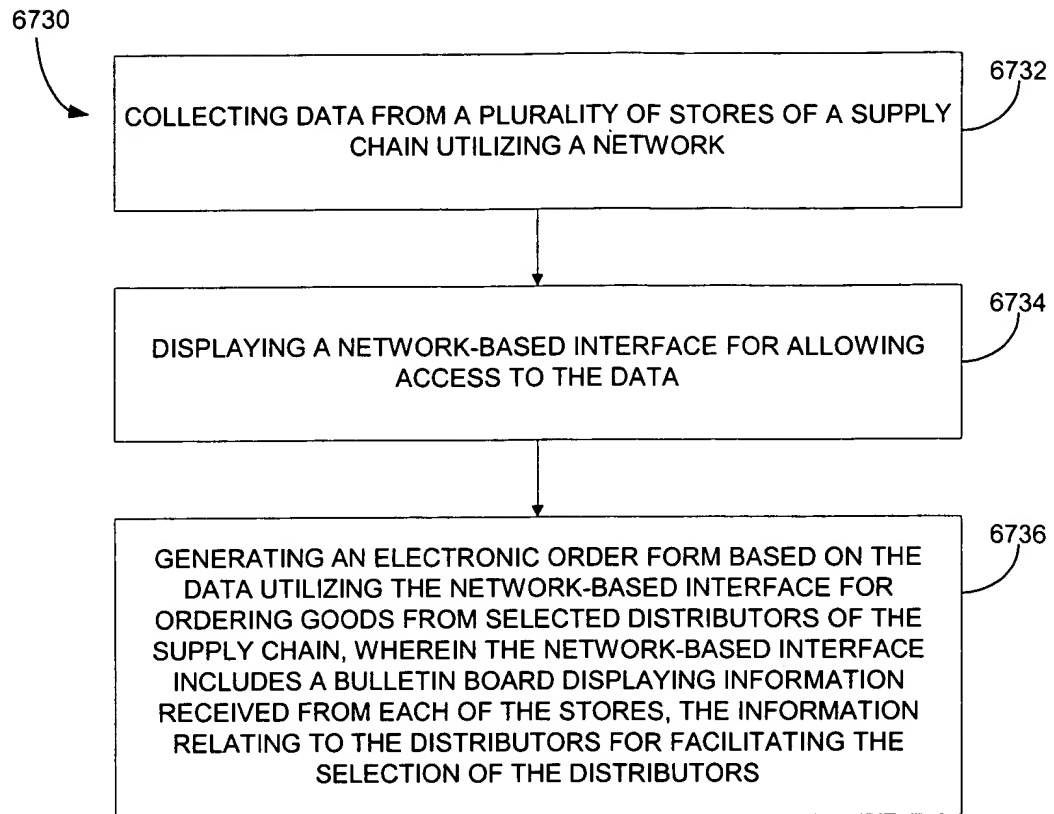 6730
6732
COLLECTING DATA FROM A PLURALITY OF STORES OF A SUPPLY
CHAIN UTILIZING A NETWORK
6734
DISPLAYING A NETWORK-BASED INTERFACE FOR ALLOWING
ACCESS TO THE DATA
6736
GENERATING AN ELECTRONIC ORDER FORM BASED ON THE
DATA UTILIZING THE NETWORK-BASED INTERFACE FOR
ORDERING GOODS FROM SELECTED DISTRIBUTORS OF THE
SUPPLY CHAIN, WHEREIN THE NETWORK-BASED INTERFACE
INCLUDES A BULLETIN BOARD DISPLAYING INFORMATION
RECEIVED FROM EACH OF THE STORES, THE INFORMATION
RELATING TO THE DISTRIBUTORS FOR FACILITATING THE
SELECTION OF THE DISTRIBUTORS